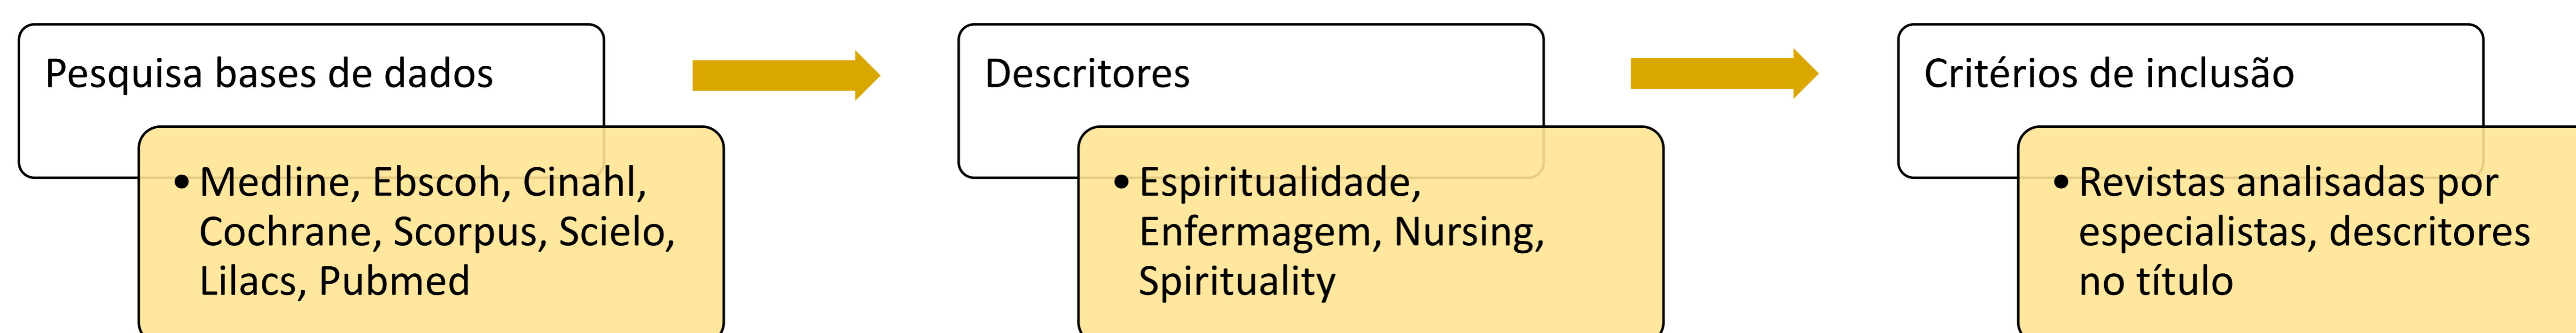 Pesquisa bases de dados
• Medline, Ebscoh, Cinahl,
Cochrane, Scorpus, Scielo,
Lilacs, Pubmed
Descritores
• Espiritualidade,
Enfermagem, Nursing,
Spirituality
Critérios de inclusão
• Revistas analisadas por
especialistas, descritores
no título